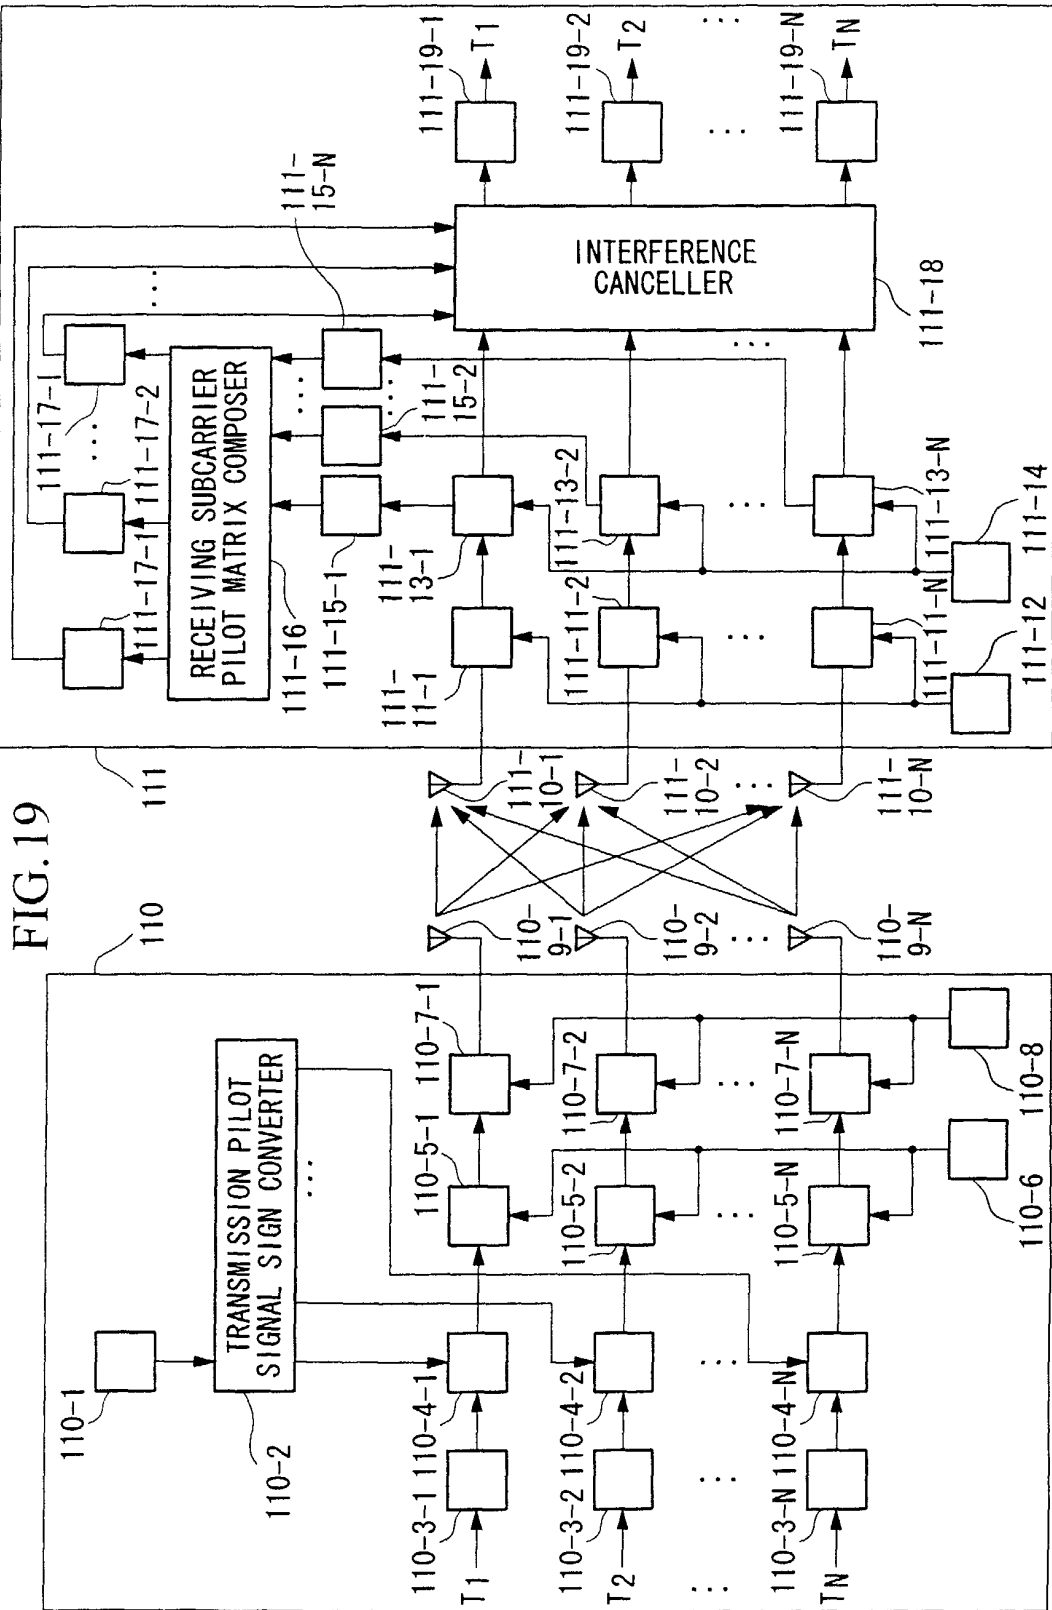 FIG. 19
110
110-1
TRANSMISSION PILOT
SIGNAL SIGN CONVERTER
110-2
...
T1
110-3-1
110-4-1
110-5-1
110-7-1
110-
9-1
T2
110-3-2
110-4-2
110-5-2
110-7-2
110-
9-2
...
...
...
...
...
...
TN
110-3-N
110-4-N
110-5-N
110-7-N
110-
9-N
110-6
110-8
111
111-17-1
111-17-2
...
111-17-1
...
RECEIVING SUBCARRIER
PILOT MATRIX COMPOSER
111-16
...
111-15-1
111-
15-2
...
111-
15-N
111-
10-1
111-
11-1
111-
13-1
111-
10-2
111-11-2
111-13-2
...
...
...
...
111-
10-N
111-11-N
111-13-N
111-12
111-14
INTERFERENCE
CANCELLER
111-18
111-19-1
T1
111-19-2
T2
...
...
111-19-N
TN